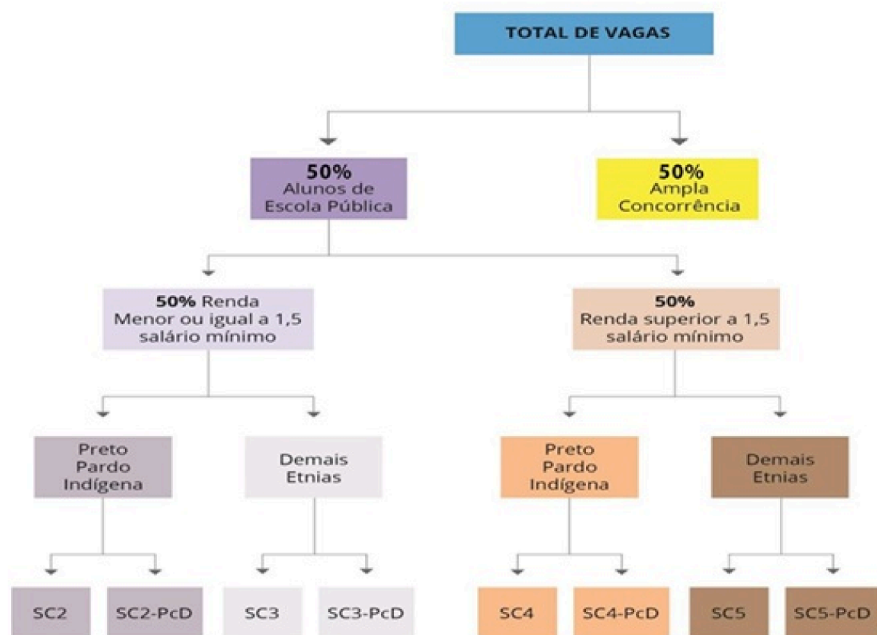 TOTAL DE VAGAS
50%
Alunos de
Escola Pública
50%
Ampla
Concorrência
50% Renda
Menor ou igual a 1,5
salário mínimo
50%
Renda superior a 1,5
salário mínimo
Preto
Pardo
Indígena
Demais
Etnias
Preto
Pardo
Indígena
Demais
Etnias
SC2
SC2-PcD
SC3
SC3-PcD
SC4
SC4-PcD
SC5
SC5-PcD